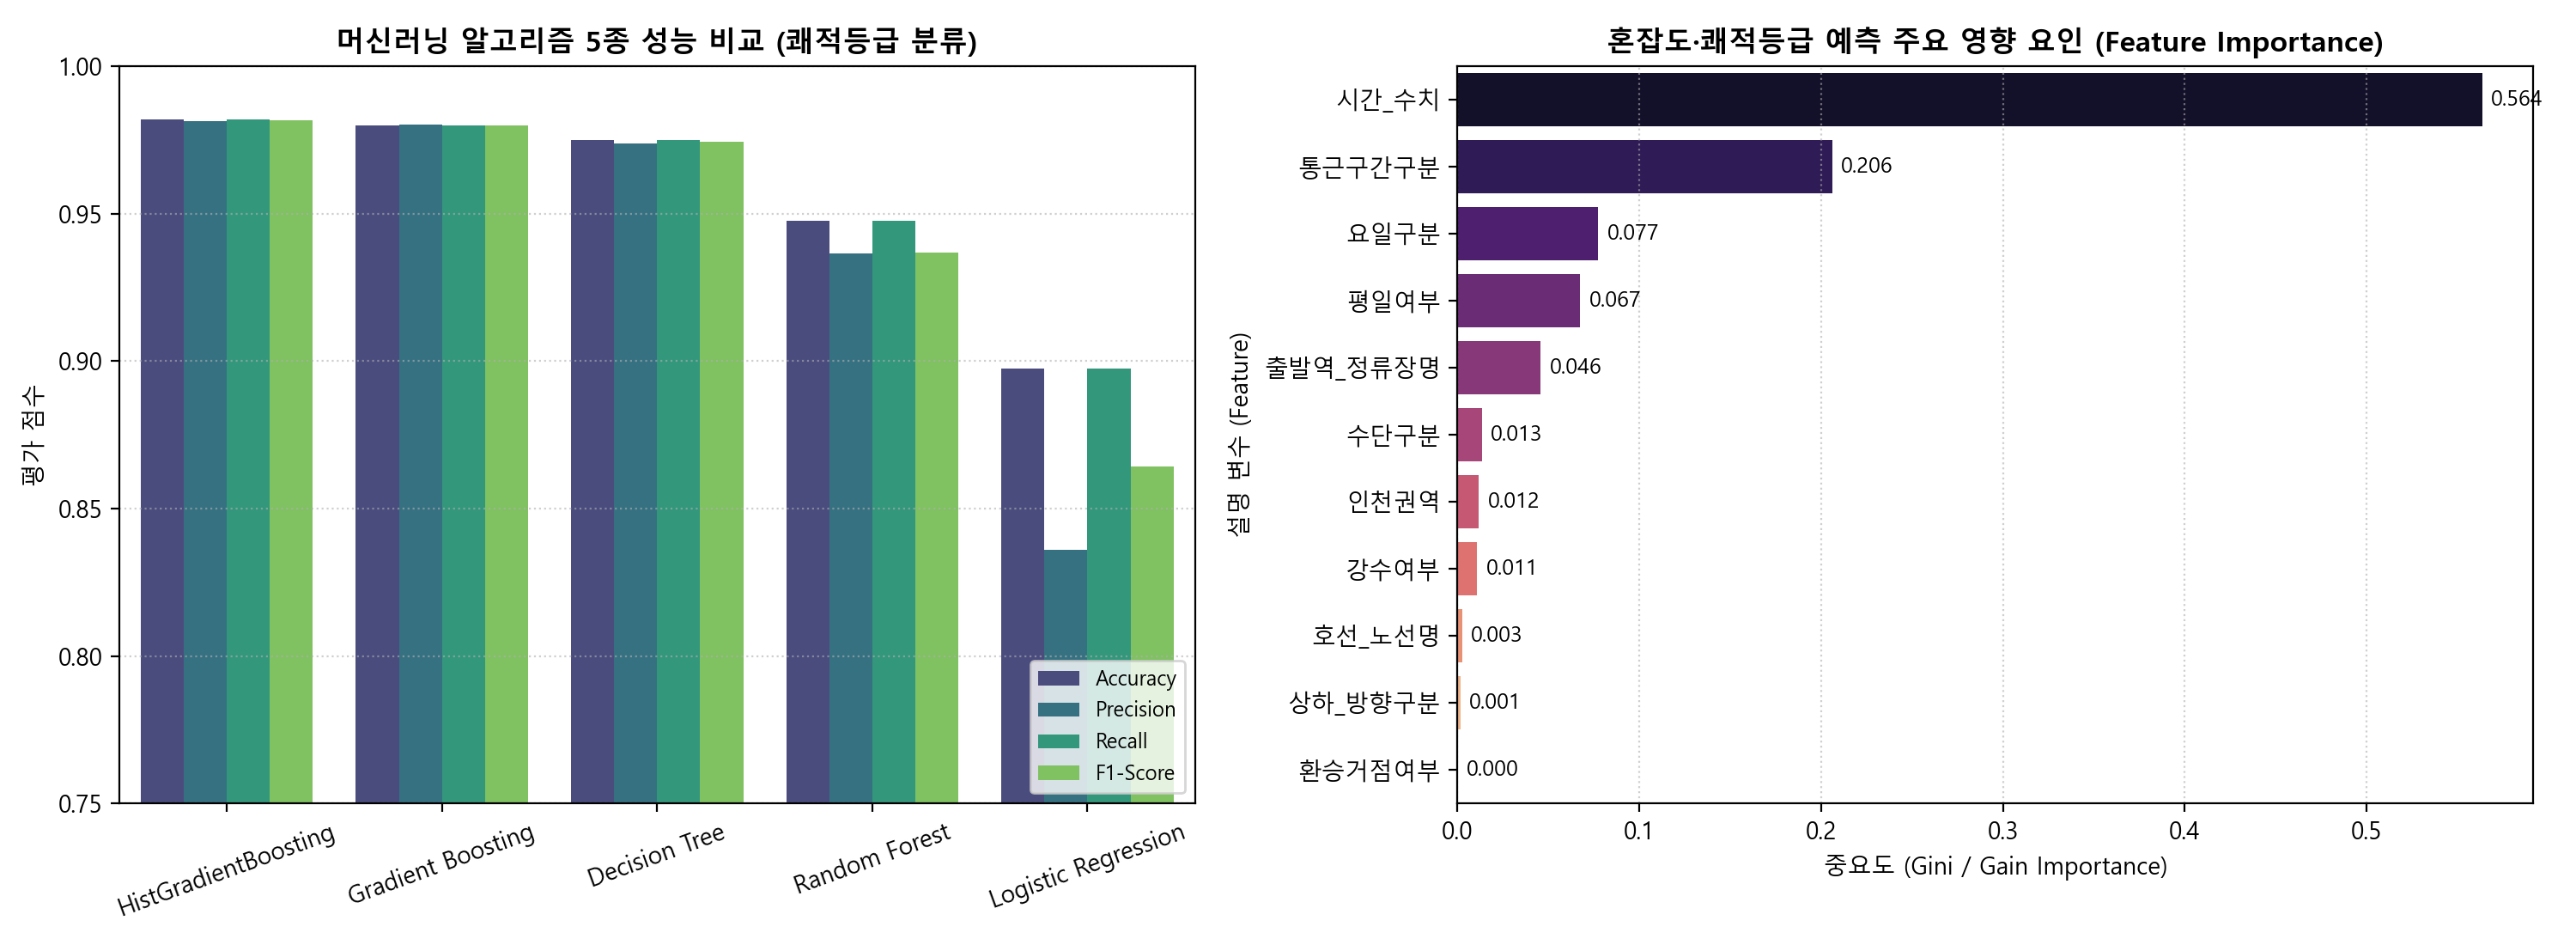 머신러닝 알고리즘 5종 성능 비교 (쾌적등급 분류)
1.00
0.95
0.90
0.85
0.80
0.75
평가 점수
HistGradientBoosting
Gradient Boosting
Decision Tree
Random Forest
Logistic Regression
Accuracy
Precision
Recall
F1-Score
혼잡도·쾌적등급 예측 주요 영향 요인 (Feature Importance)
설명 변수 (Feature)
시간_수치 0.564
통근구간구분 0.206
요일구분 0.077
평일여부 0.067
출발역_정류장명 0.046
수단구분 0.013
인천권역 0.012
강수여부 0.011
호선_노선명 0.003
상하_방향구분 0.001
환승거점여부 0.000
0.0 0.1 0.2 0.3 0.4 0.5
중요도 (Gini / Gain Importance)